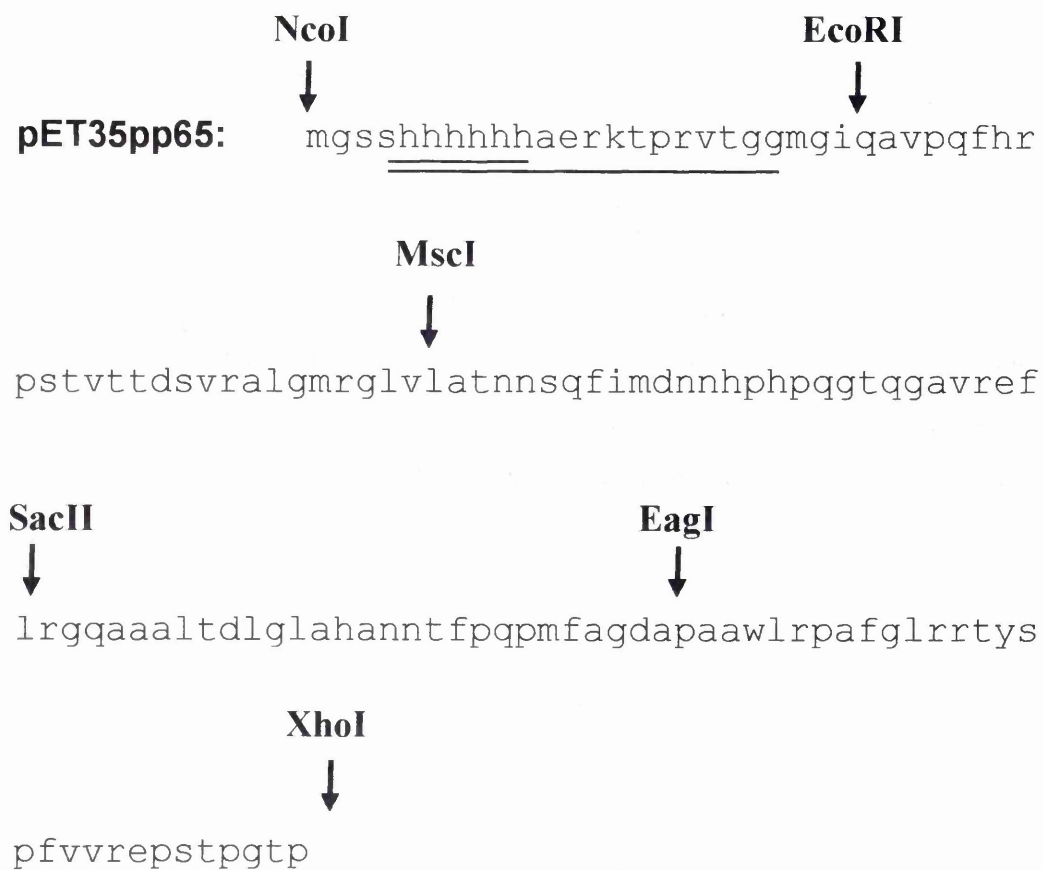 NcoI EcoRI
pET35pp65: mgsshhhhhhaerktprvtggmgiqavpqfhr
MscI
pstvttdsvralgmrglvlatnnsqfimdnnhphpqgtqgavref
SacII EagI
lrgqaaaltdlglahanntfpqpmfagdapaawlrpafglrrtys
XhoI
pfvvrepstpgtp